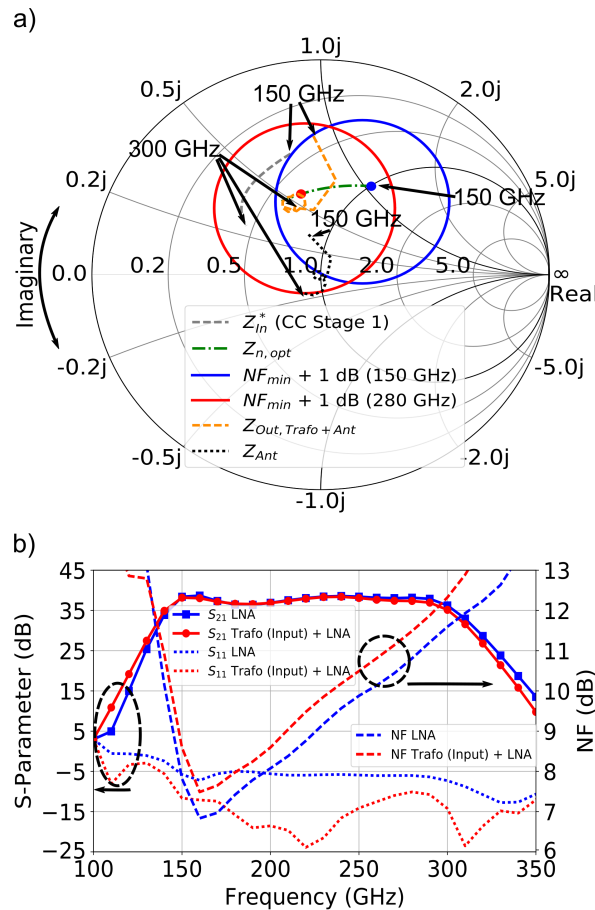 a)
1.0j
0.5j
2.0j
150 GHz
300 GHz
0.2j
5.0j
150 GHz
150 GHz
Imaginary
0.0
0.2
0.5
1.0
2.0
5.0
∞
Real
-0.2j
-5.0j
Z*In (CC Stage 1)
Zn, opt
NFmin + 1 dB (150 GHz)
NFmin + 1 dB (280 GHz)
ZOut, Trafo + Ant
ZAnt
-0.5j
-2.0j
-1.0j
b)
45
35
25
15
5
−5
−15
−25
S-Parameter (dB)
S21 LNA
S21 Trafo (Input) + LNA
S11 LNA
S11 Trafo (Input) + LNA
NF LNA
NF Trafo (Input) + LNA
13
12
11
10
9
8
7
6
NF (dB)
100
150
200
250
300
350
Frequency (GHz)